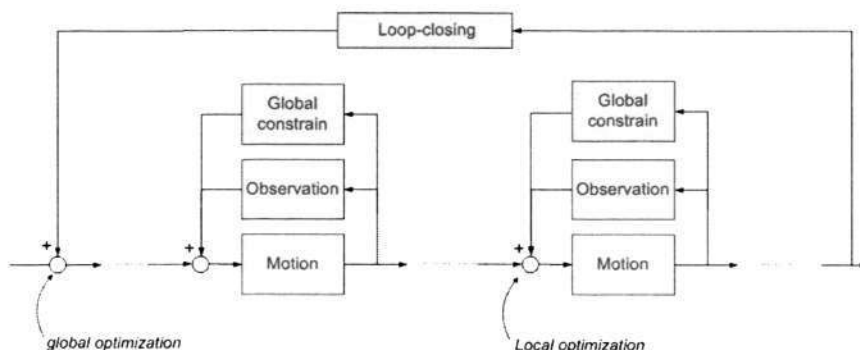 Loop-closing
Global
constrain
Global
constrain
Observation
Observation
+
+
+
Motion
Motion
global optimization
Local optimization